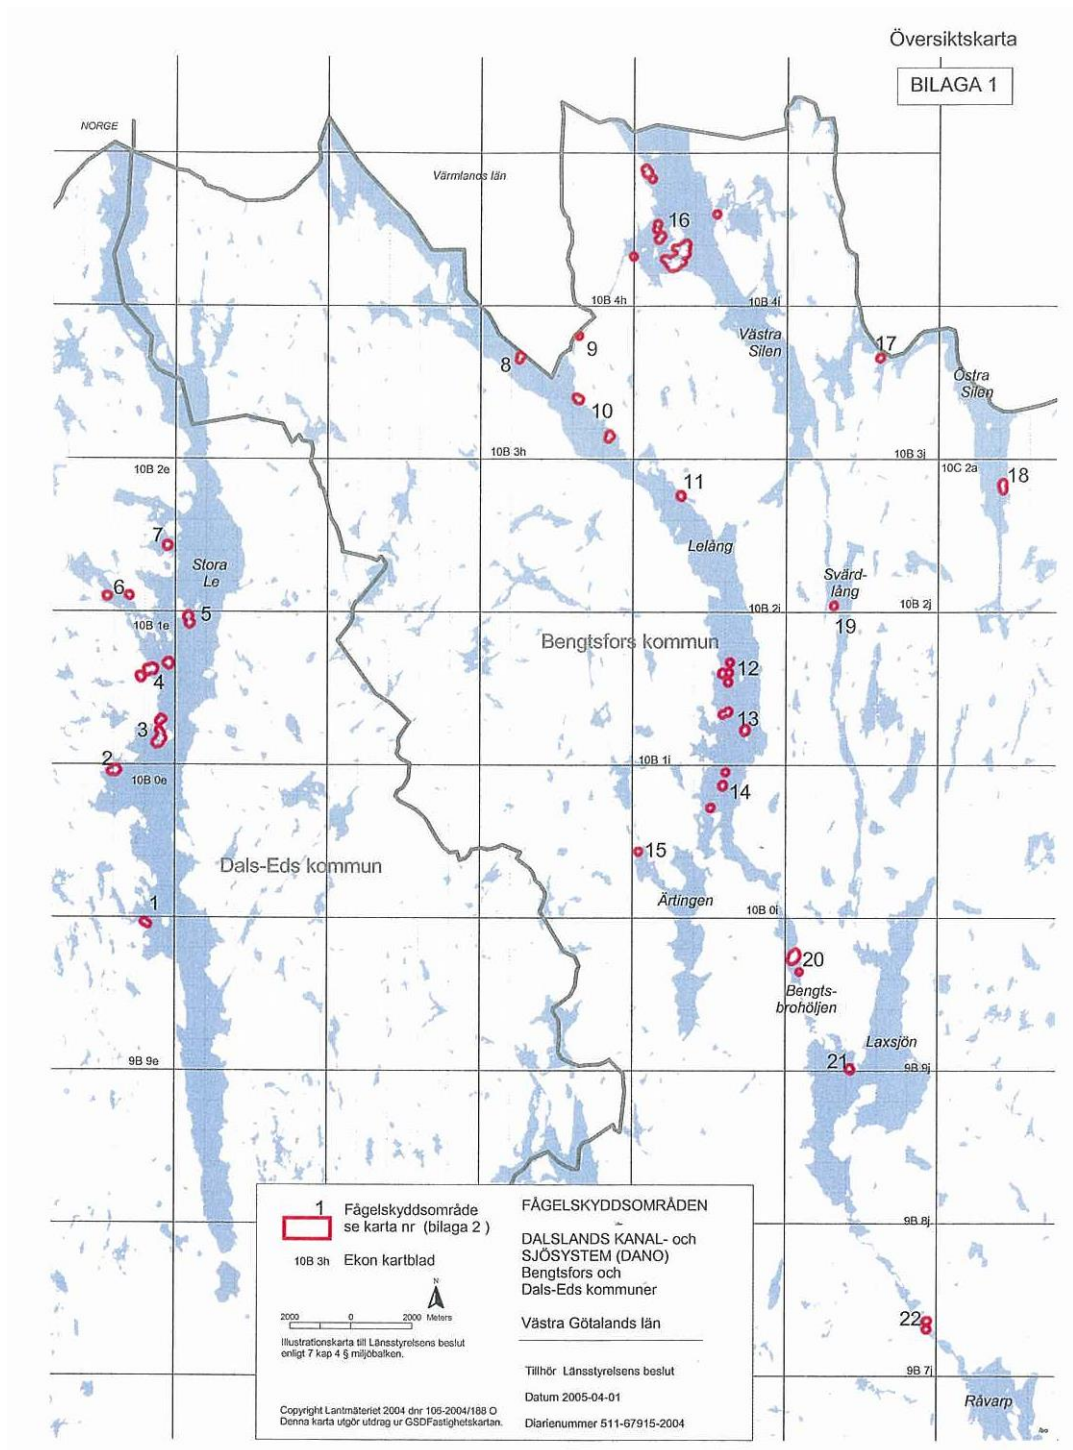 Översiktskarta
BILAGA 1
NORGE
Värmlands län
16
10B 4h
10B 4i
Västra
Silen
9
8
17
Östra
Silen
10
10B 3h
10B 3j
10B 2e
10C 2a
18
11
7
Lelång
Stora
Le
6
Svärd-
lång
5
10B 1e
10B 2i
10B 2j
19
Bengtsfors kommun
12
4
13
3
2
10B 0e
10B 1i
14
15
Dals-Eds kommun
Ärtingen
1
10B 0i
20
Bengts-
brohöljen
Laxsjön
9B 9e
21
9B 9j
9B 8j
22
9B 7j
Råvarp
1 Fågelskyddsområde
se karta nr (bilaga 2 )
10B 3h Ekon kartblad
N
2000 0 2000 Meters
Illustrationskarta till Länsstyrelsens beslut
enligt 7 kap 4 § miljöbalken.
Copyright Lantmäteriet 2004 dnr 106-2004/188 O
Denna karta utgör utdrag ur GSDFastighetskartan.
FÅGELSKYDDSOMRÅDEN
DALSLANDS KANAL- och
SJÖSYSTEM (DANO)
Bengtsfors och
Dals-Eds kommuner
Västra Götalands län
Tillhör Länsstyrelsens beslut
Datum 2005-04-01
Diarienummer 511-67915-2004